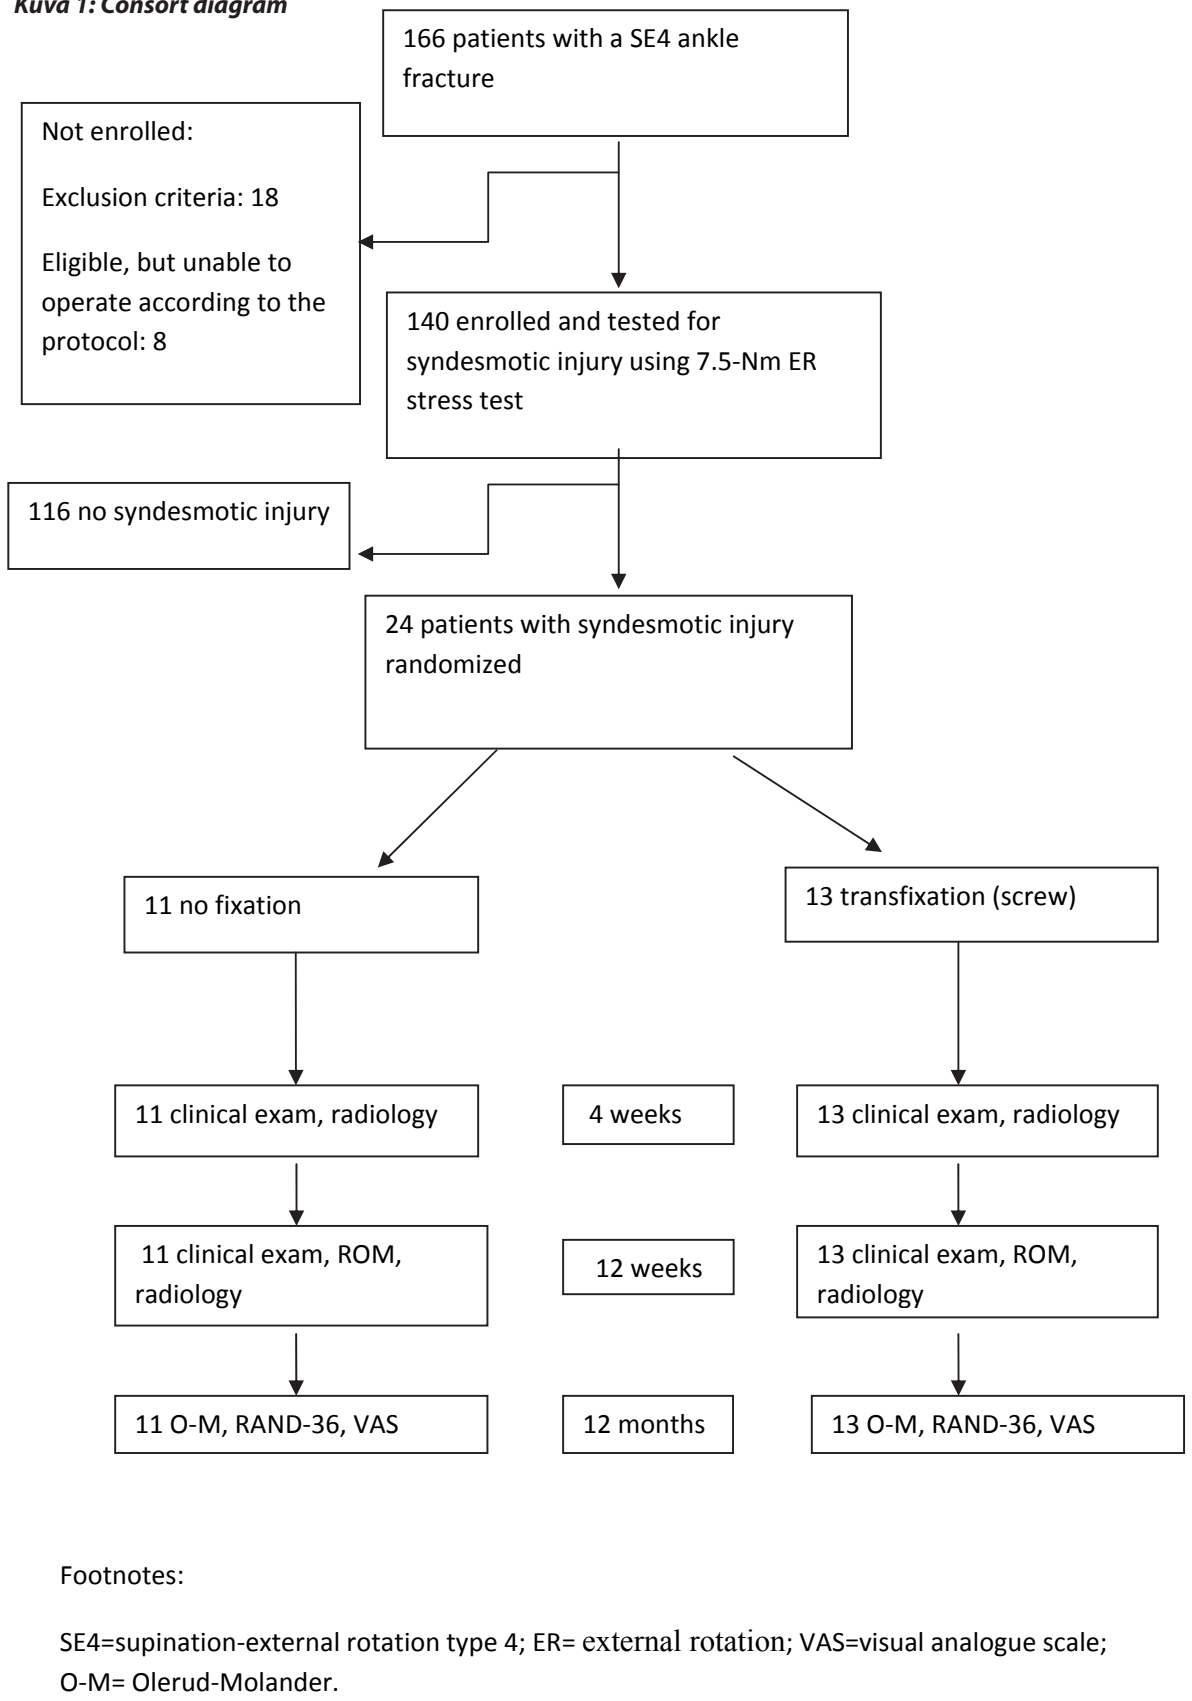 Kuva 1: Consort diagram
166 patients with a SE4 ankle
fracture
Not enrolled:
Exclusion criteria: 18
Eligible, but unable to
operate according to the
protocol: 8
140 enrolled and tested for
syndesmotic injury using 7.5-Nm ER
stress test
116 no syndesmotic injury
24 patients with syndesmotic injury
randomized
11 no fixation
13 transfixation (screw)
11 clinical exam, radiology
4 weeks
13 clinical exam, radiology
11 clinical exam, ROM,
radiology
12 weeks
13 clinical exam, ROM,
radiology
11 O-M, RAND-36, VAS
12 months
13 O-M, RAND-36, VAS
Footnotes:
SE4=supination-external rotation type 4; ER= external rotation; VAS=visual analogue scale;
O-M= Olerud-Molander.